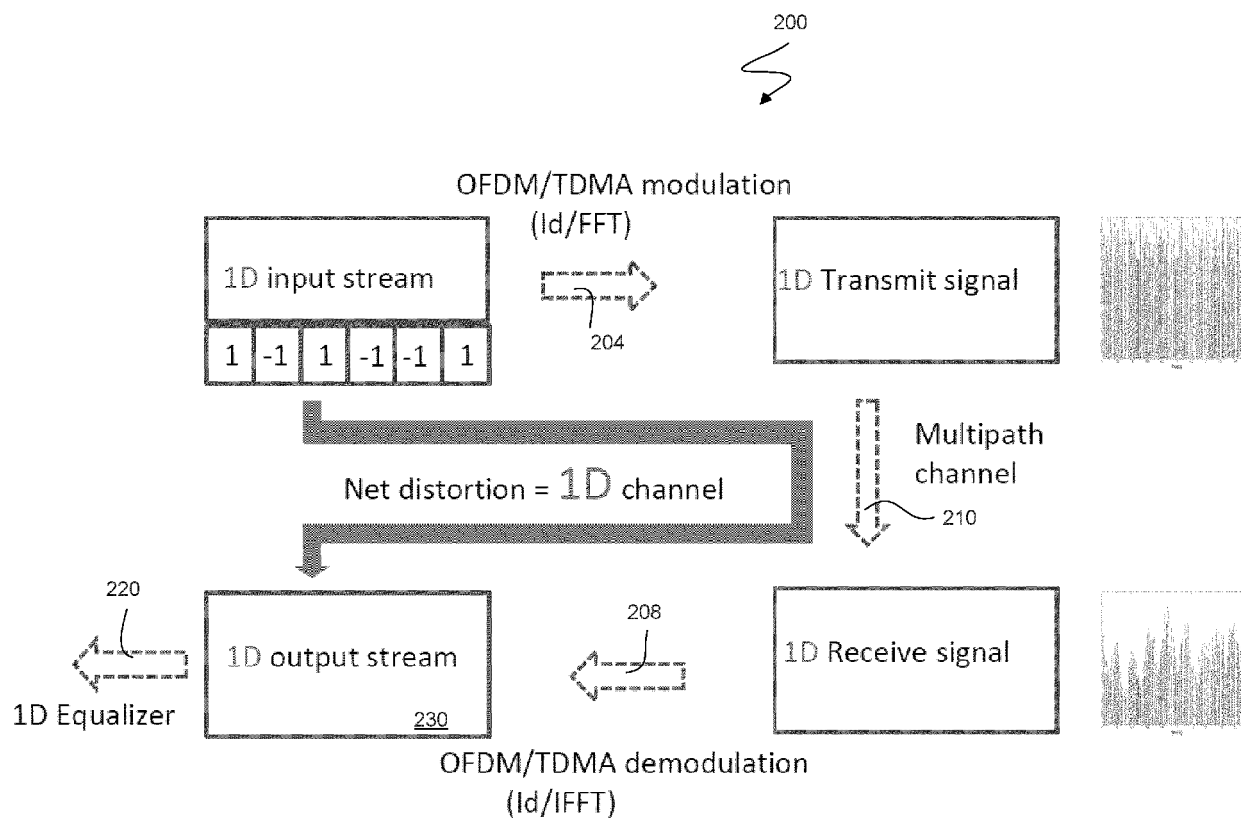 200
OFDM/TDMA modulation
(Id/FFT)
1D input stream
1 -1 1 -1 -1 1
204
1D Transmit signal
Multipath
channel
210
Net distortion = 1D channel
220
1D Equalizer
1D output stream
230
208
1D Receive signal
OFDM/TDMA demodulation
(Id/IFFT)